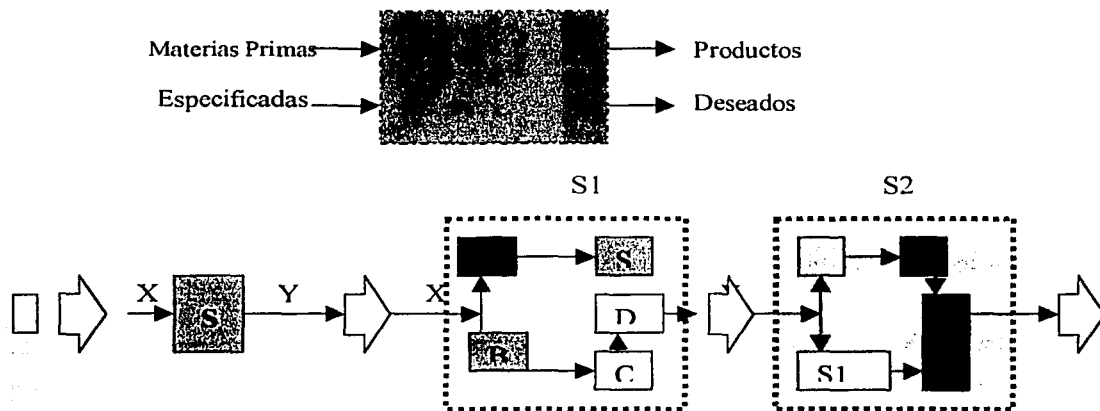 Materias Primas
Productos
Especificadas
Deseados
S1
S2
X
S
Y
X
S
D
B
C
S1